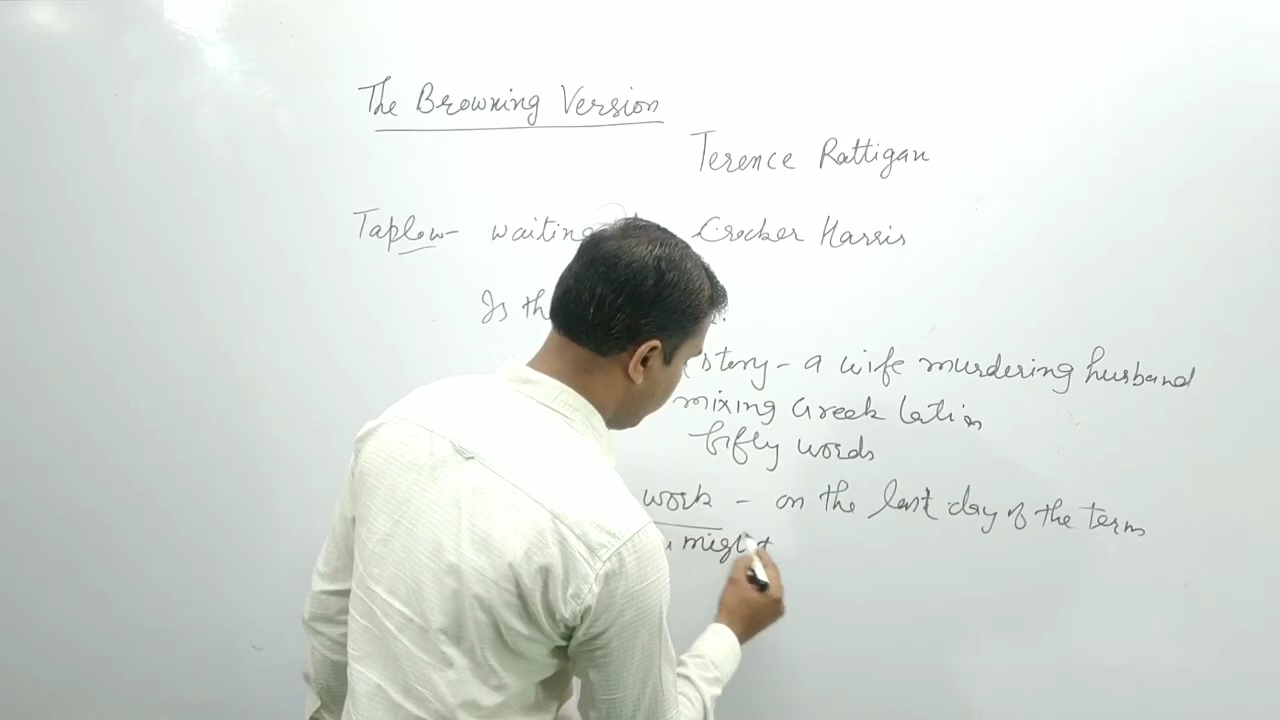 The Browning Version
Terence Rattigan
Taplow - waiting Crocker Harris
Is th
story - a wife murdering husband
mixing Greek Latin
fifty words
work - on the last day of the term
might